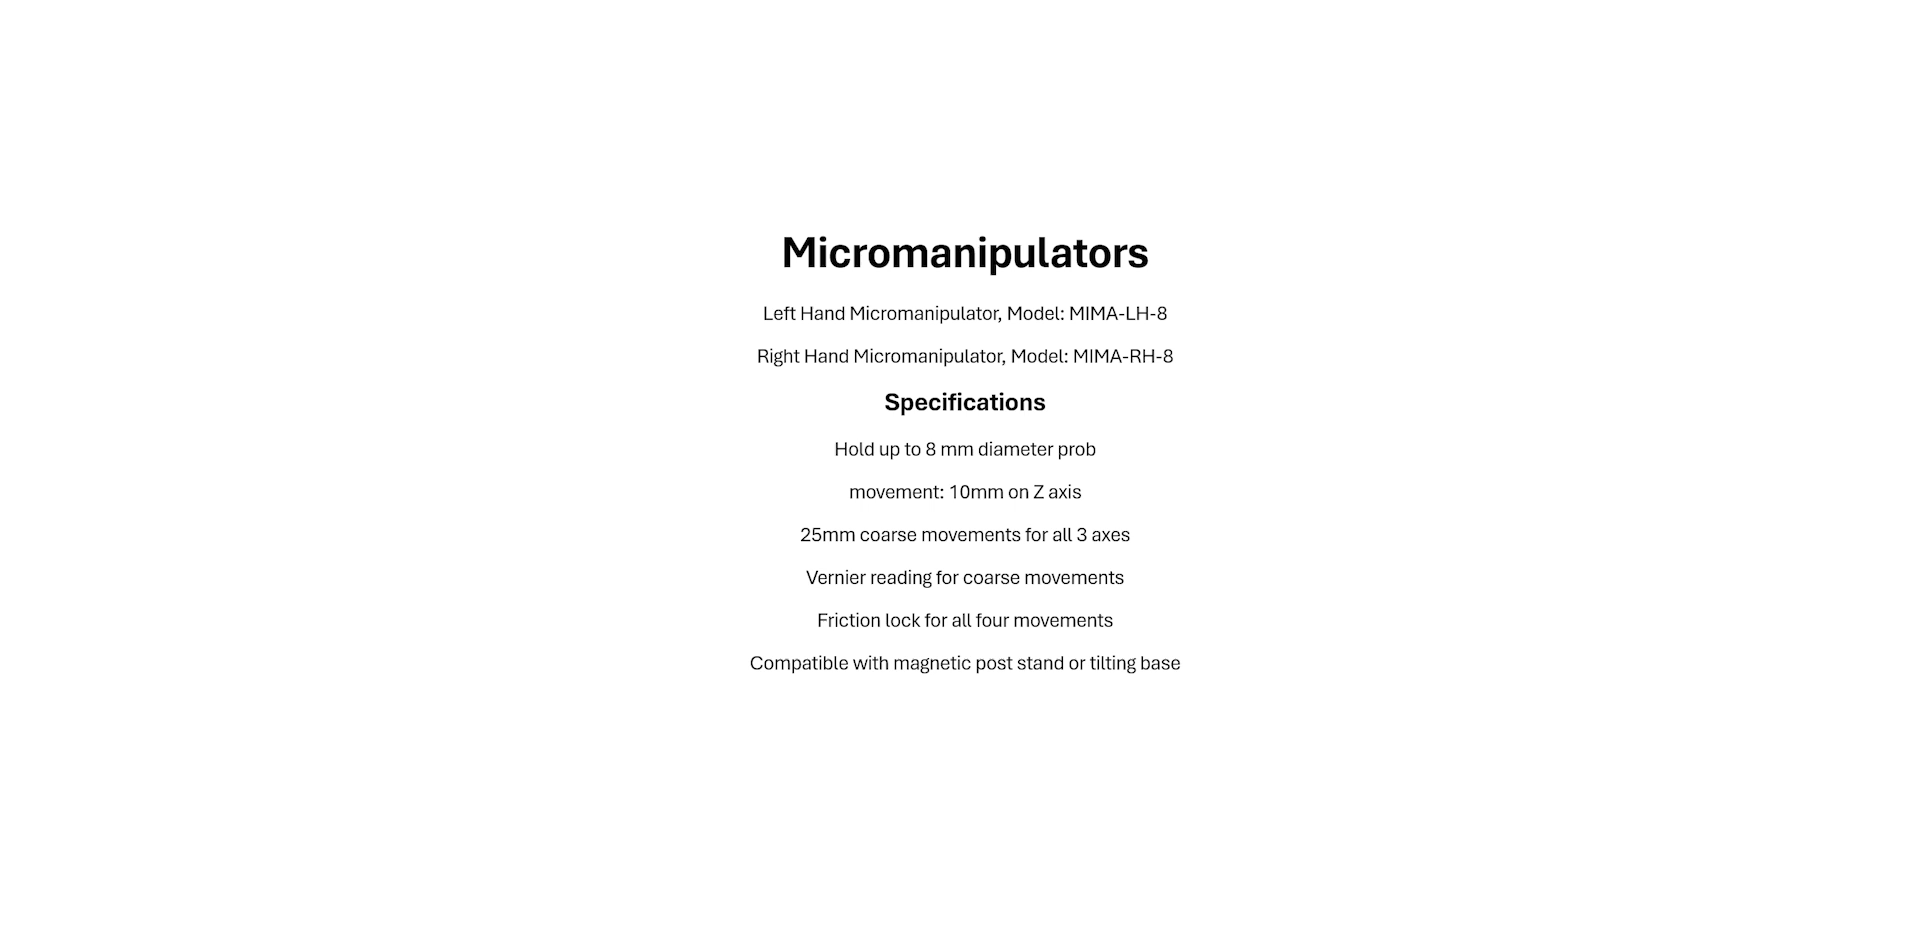 Micromanipulators
Left Hand Micromanipulator, Model: MIMA-LH-8
Right Hand Micromanipulator, Model: MIMA-RH-8
Specifications
Hold up to 8 mm diameter prob
movement: 10mm on Z axis
25mm coarse movements for all 3 axes
Vernier reading for coarse movements
Friction lock for all four movements
Compatible with magnetic post stand or tilting base